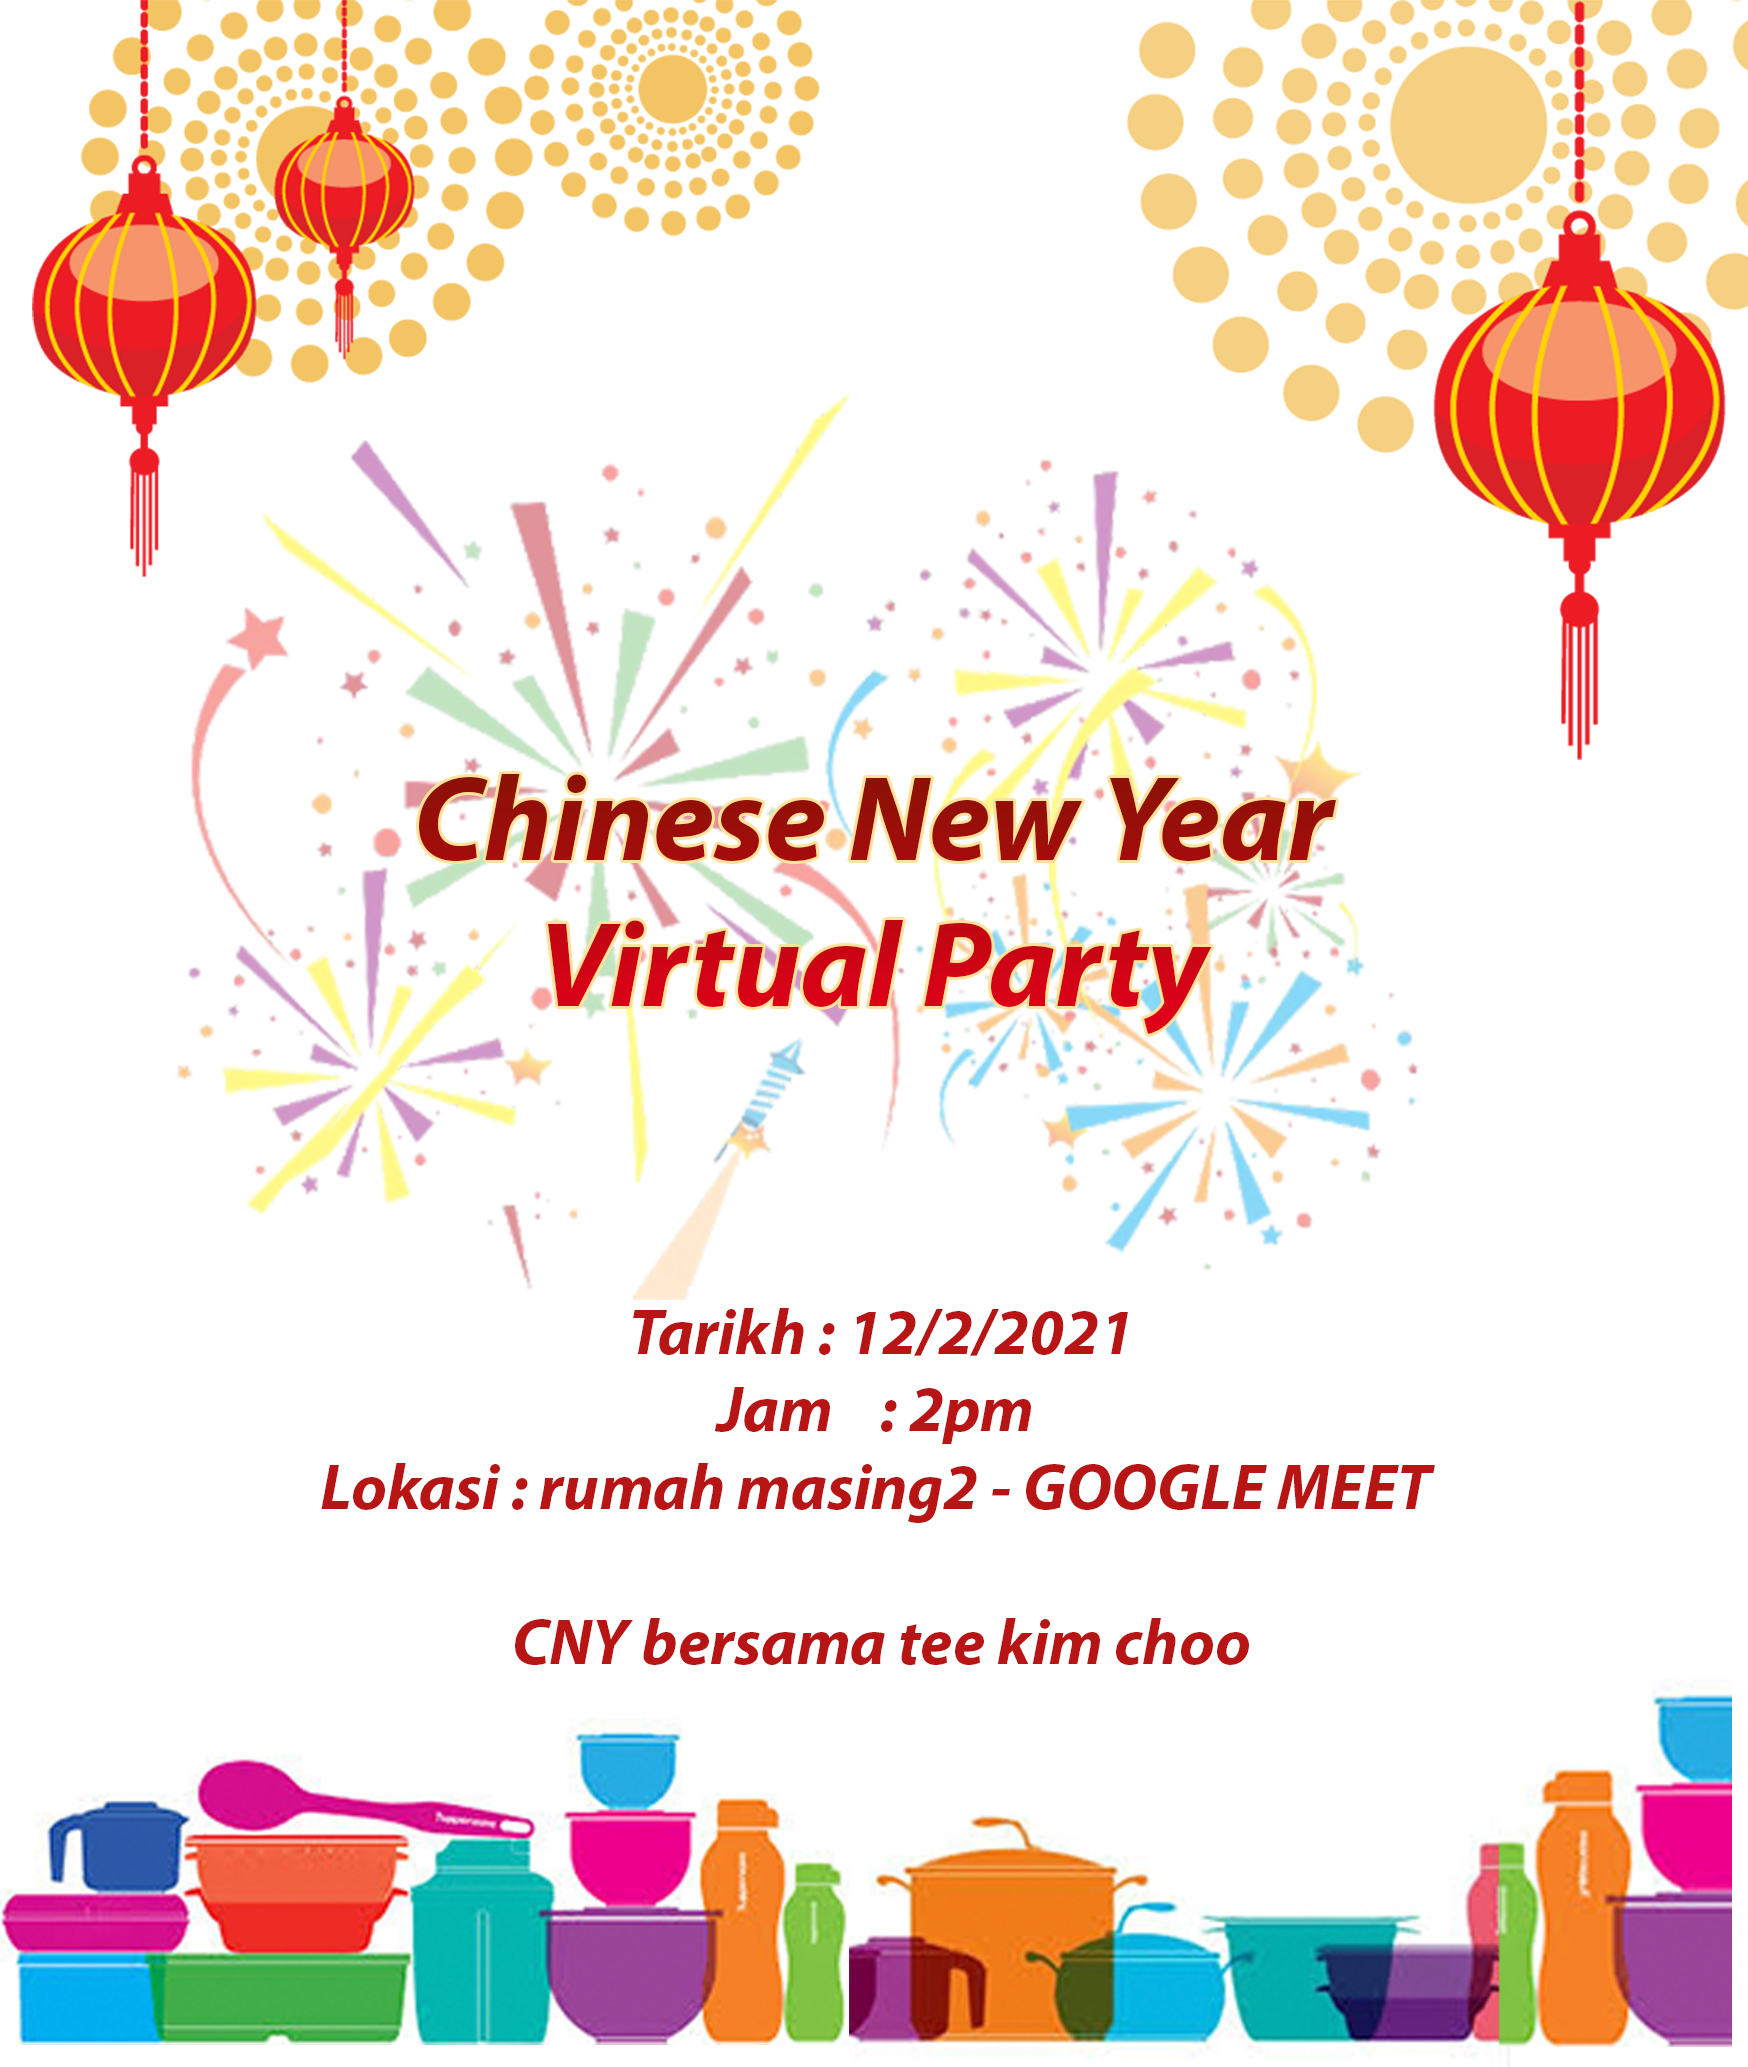 Chinese New Year
Virtual Party
Tarikh : 12/2/2021
Jam : 2pm
Lokasi : rumah masing2 - GOOGLE MEET
CNY bersama tee kim choo
Tupperware